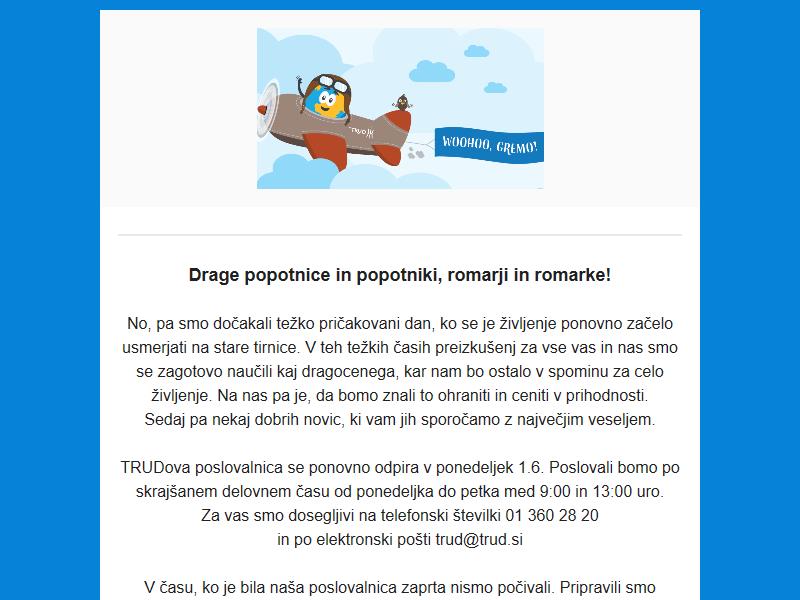 TRUD
WOOHOO, GREMO!
Drage popotnice in popotniki, romarji in romarke!
No, pa smo dočakali težko pričakovani dan, ko se je življenje ponovno začelo
usmerjati na stare tirnice. V teh težkih časih preizkušenj za vse vas in nas smo
se zagotovo naučili kaj dragocenega, kar nam bo ostalo v spominu za celo
življenje. Na nas pa je, da bomo znali to ohraniti in ceniti v prihodnosti.
Sedaj pa nekaj dobrih novic, ki vam jih sporočamo z največjim veseljem.
TRUDova poslovalnica se ponovno odpira v ponedeljek 1.6. Poslovali bomo po
skrajšanem delovnem času od ponedeljka do petka med 9:00 in 13:00 uro.
Za vas smo dosegljivi na telefonski številki 01 360 28 20
in po elektronski pošti trud@trud.si
V času, ko je bila naša poslovalnica zaprta nismo počivali. Pripravili smo